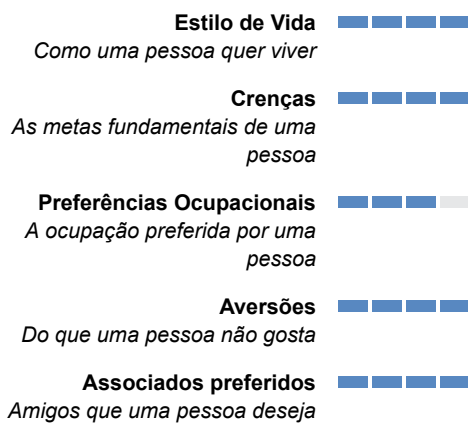 Estilo de Vida
Como uma pessoa quer viver
Crenças
As metas fundamentais de uma
pessoa
Preferências Ocupacionais
A ocupação preferida por uma
pessoa
Aversões
Do que uma pessoa não gosta
Associados preferidos
Amigos que uma pessoa deseja